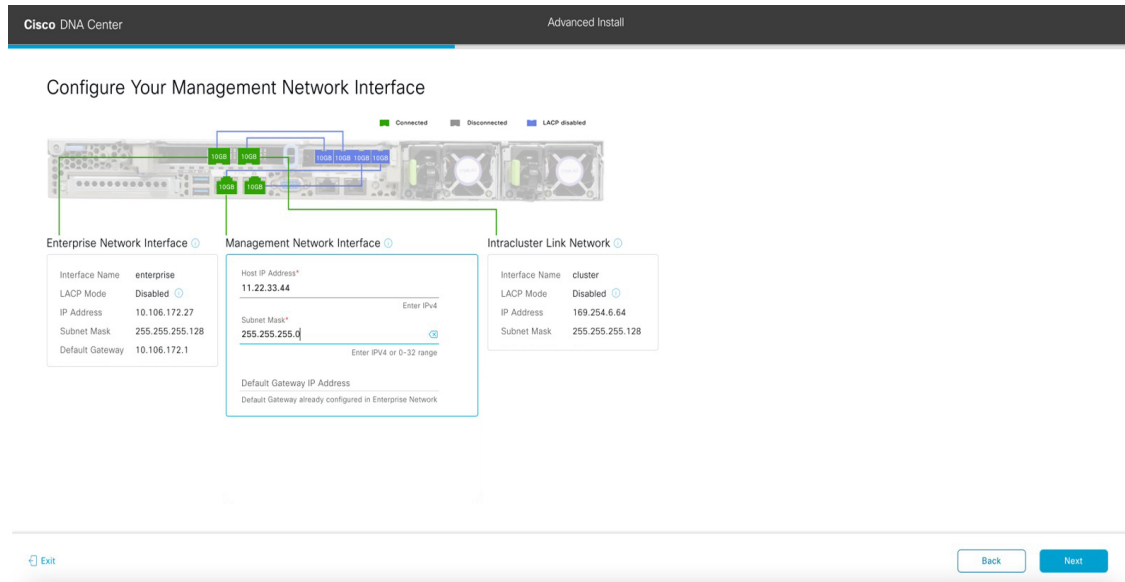 Cisco DNA Center
Advanced Install
Configure Your Management Network Interface
Connected
Disconnected
LACP disabled
10GB 10GB
10GB 10GB 10GB 10GB
10GB 10GB
Enterprise Network Interface
Interface Name enterprise
LACP Mode Disabled
IP Address 10.106.172.27
Subnet Mask 255.255.255.128
Default Gateway 10.106.172.1
Management Network Interface
Host IP Address*
11.22.33.44
Enter IPv4
Subnet Mask*
255.255.255.0
Enter IPV4 or 0-32 range
Default Gateway IP Address
Default Gateway already configured in Enterprise Network
Intracluster Link Network
Interface Name cluster
LACP Mode Disabled
IP Address 169.254.6.64
Subnet Mask 255.255.255.128
Exit
Back
Next